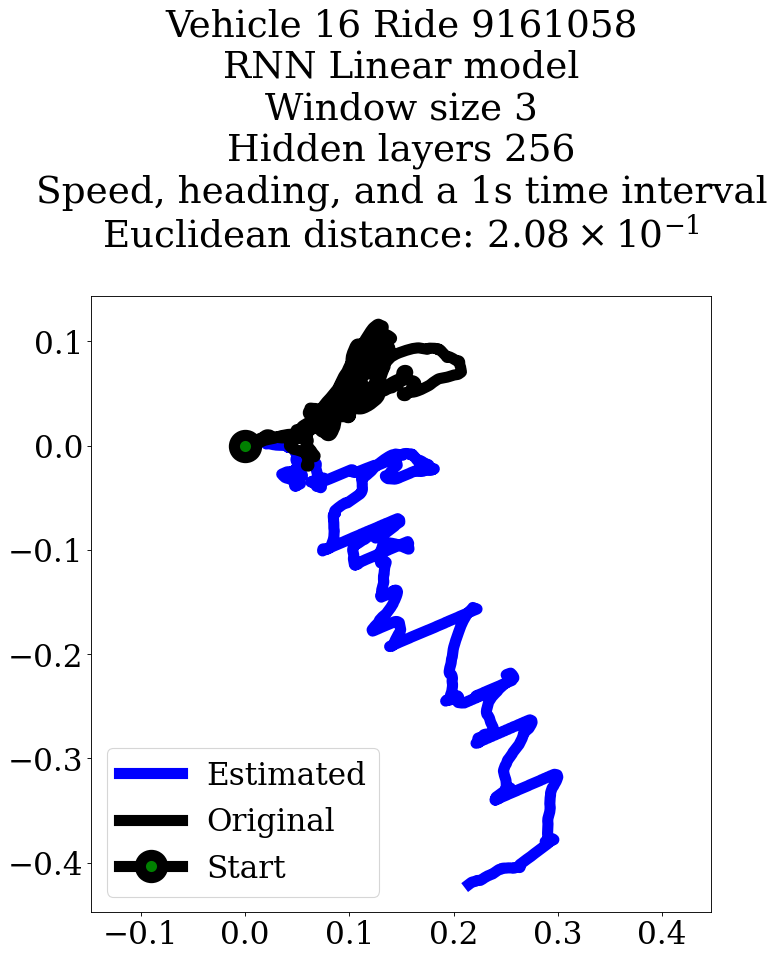 Vehicle 16 Ride 9161058
RNN Linear model
Window size 3
Hidden layers 256
Speed, heading, and a 1s time interval
Euclidean distance: 2.08 × 10⁻¹
0.1
0.0
−0.1
−0.2
−0.3
−0.4
Estimated
Original
Start
−0.1 0.0 0.1 0.2 0.3 0.4